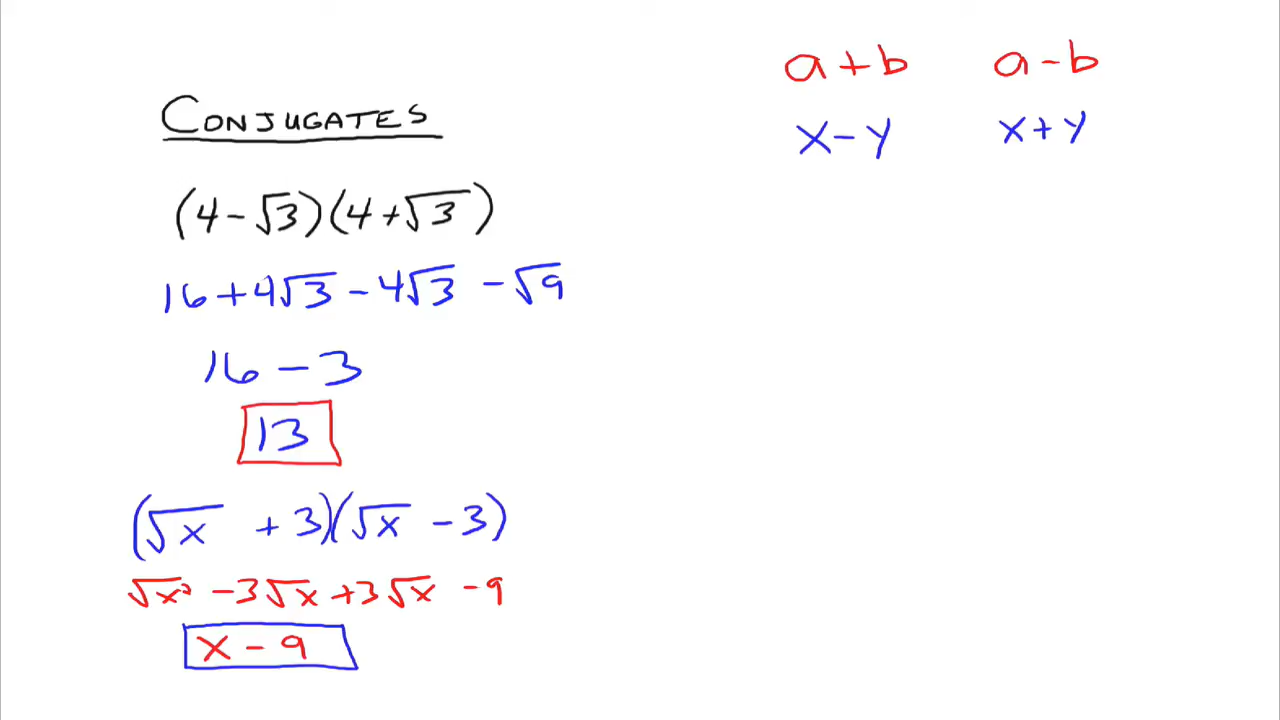 CONJUGATES
(4 - √3)(4 + √3)
16 + 4√3 - 4√3 - √9
16 - 3
13
(√x + 3)(√x - 3)
√x² - 3√x + 3√x - 9
x - 9
a + b a - b
x - y x + y